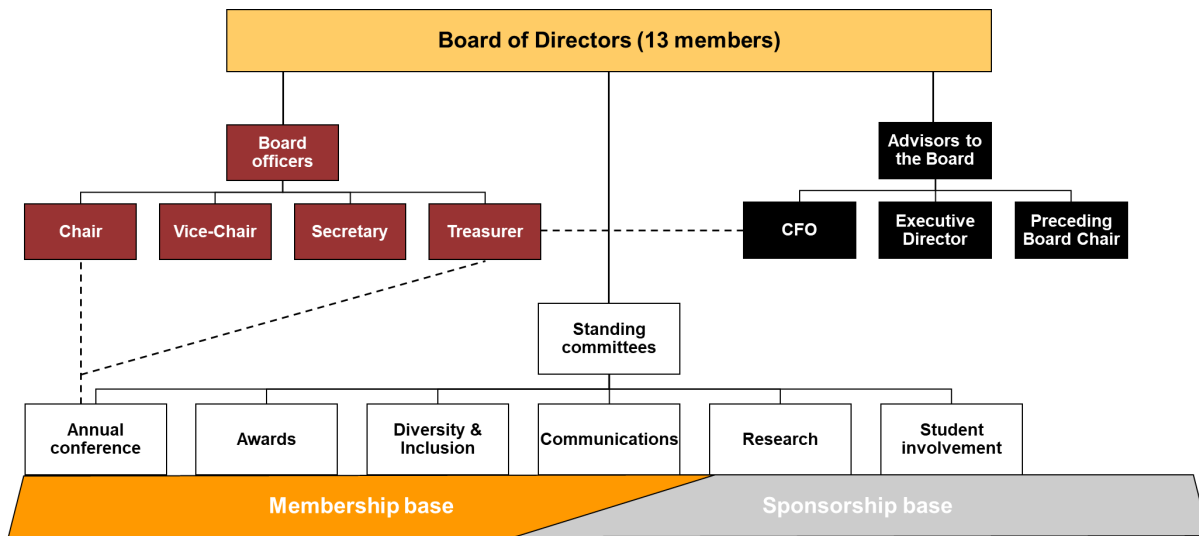 Board of Directors (13 members)
Board
officers
Advisors to
the Board
Chair
Vice-Chair
Secretary
Treasurer
CFO
Executive
Director
Preceding
Board Chair
Standing
committees
Annual
conference
Awards
Diversity &
Inclusion
Communications
Research
Student
involvement
Membership base
Sponsorship base